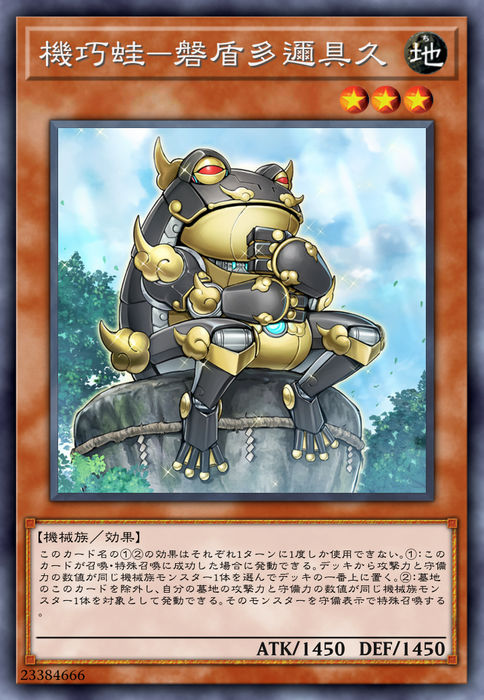 機巧蛙－磐盾多邇具久
ち
地
【機械族／効果】
このカード名の①②の効果はそれぞれ1ターンに1度しか使用できない。①：この
カードが召喚・特殊召喚に成功した場合に発動できる。デッキから攻撃力と守備
力の数値が同じ機械族モンスター1体を選んでデッキの一番上に置く。②：墓地
のこのカードを除外し、自分の墓地の攻撃力と守備力の数値が同じ機械族モン
スター1体を対象として発動できる。そのモンスターを守備表示で特殊召喚する
。
ATK/1450 DEF/1450
23384666